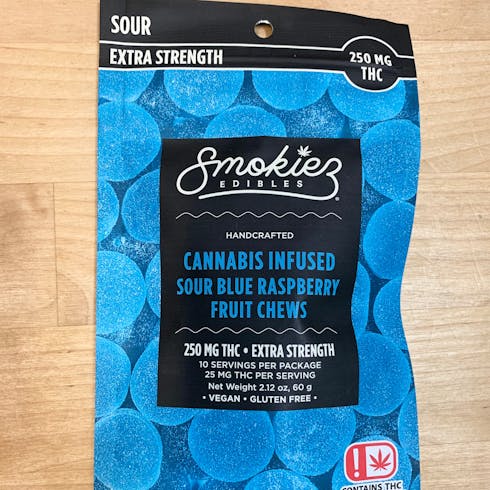 SOUR
EXTRA STRENGTH
250 MG
THC
Smokiez
EDIBLES
®
HANDCRAFTED
CANNABIS INFUSED
SOUR BLUE RASPBERRY
FRUIT CHEWS
250 MG THC • EXTRA STRENGTH
10 SERVINGS PER PACKAGE
25 MG THC PER SERVING
Net Weight 2.12 oz, 60 g
• VEGAN • GLUTEN FREE •
!
CONTAINS THC